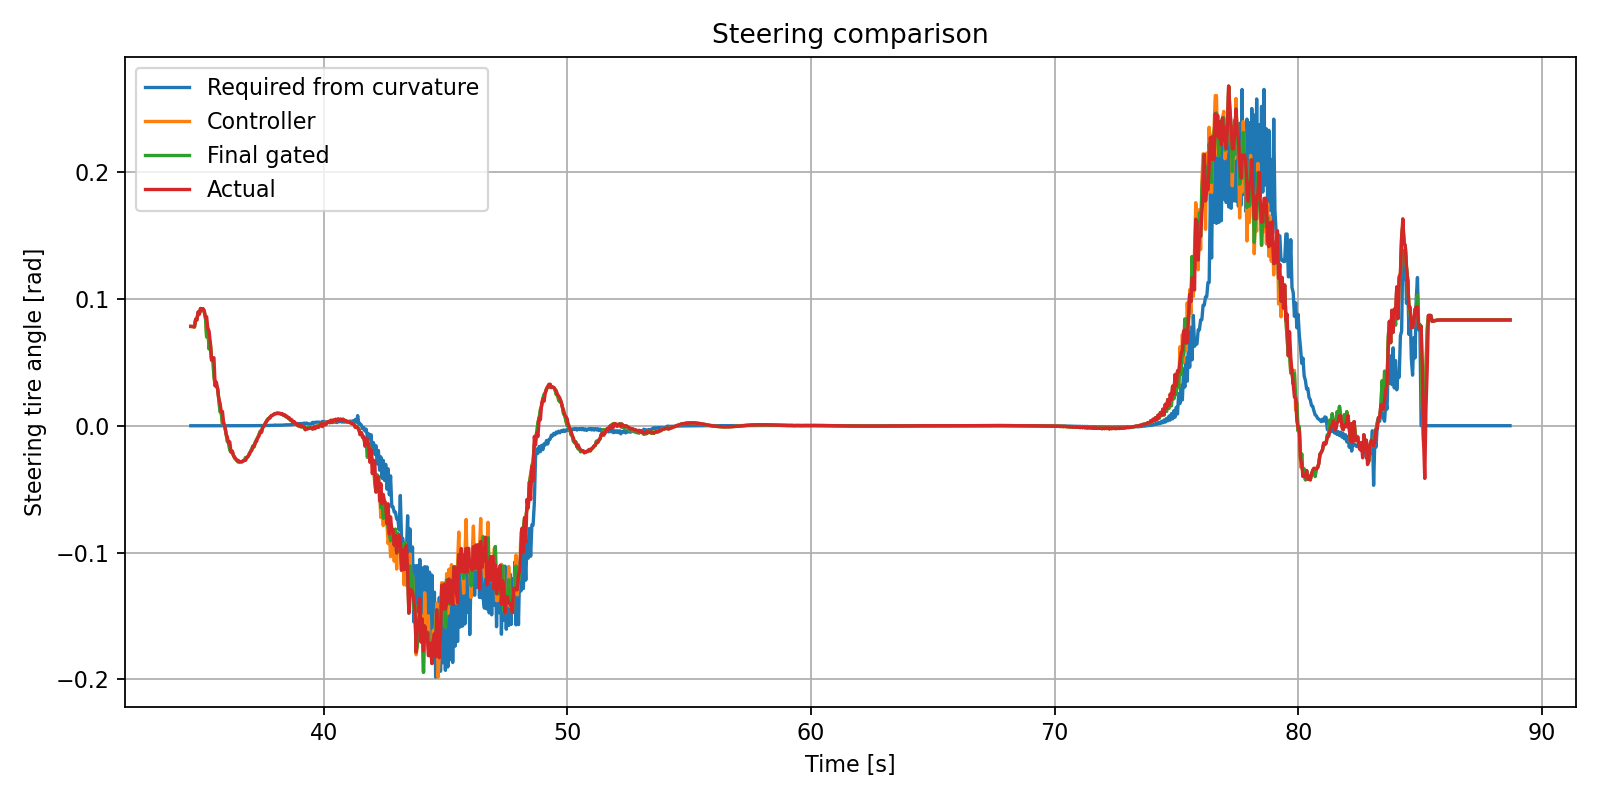 Steering comparison
Required from curvature
Controller
Final gated
Actual
Steering tire angle [rad]
0.2
0.1
0.0
−0.1
−0.2
40 50 60 70 80 90
Time [s]